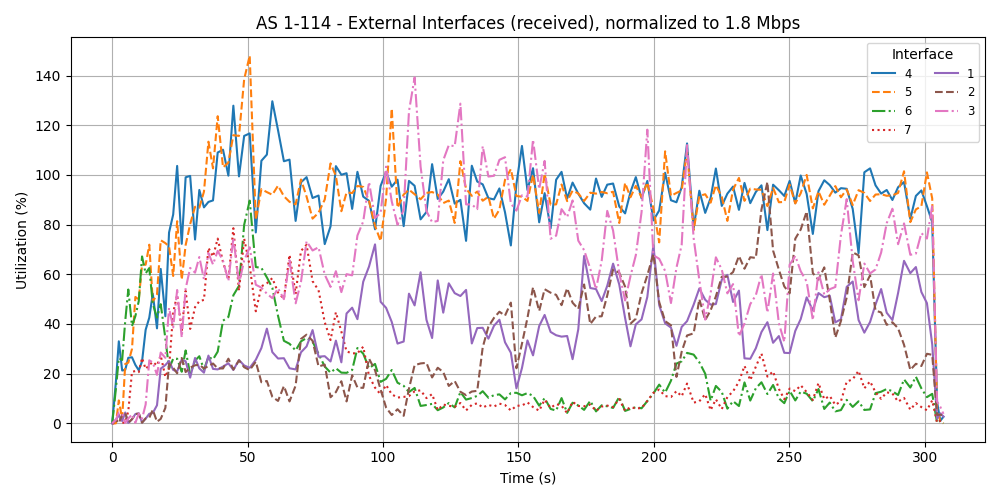 AS 1-114 - External Interfaces (received), normalized to 1.8 Mbps
Interface
4 1
5 2
6 3
7
Utilization (%)
140
120
100
80
60
40
20
0
0 50 100 150 200 250 300
Time (s)